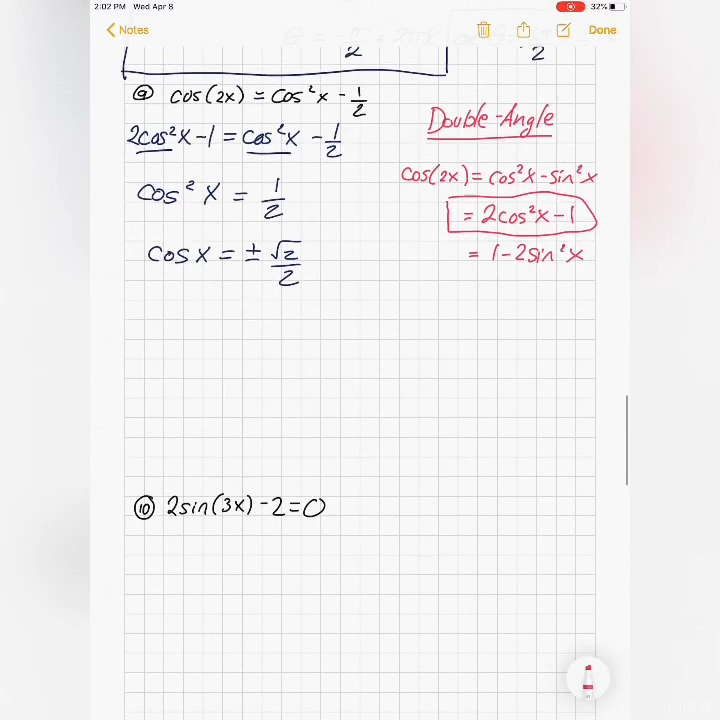 2:02 PM Wed Apr 8
32%
Notes
Done
2
2
⑨ cos(2x) = cos²x - 1/2
2cos²x - 1 = cos²x - 1/2
cos²x = 1/2
cosx = ± √2/2
Double-Angle
cos(2x) = cos²x - sin²x
= 2cos²x - 1
= 1 - 2sin²x
⑩ 2sin(3x) - 2 = 0